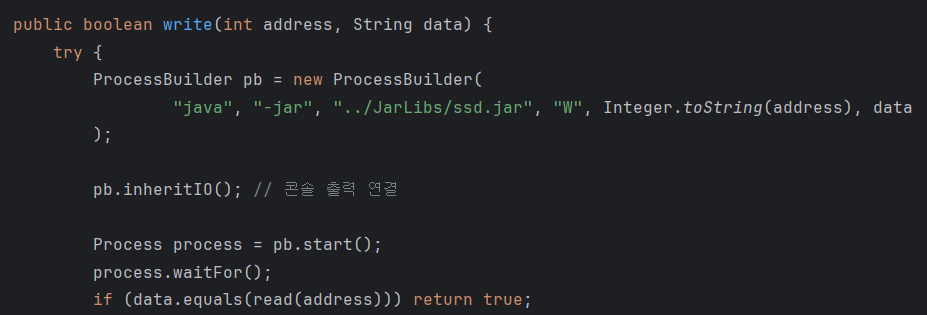 public boolean write(int address, String data) {
try {
ProcessBuilder pb = new ProcessBuilder(
"java", "-jar", "../JarLibs/ssd.jar", "W", Integer.toString(address), data
);
pb.inheritIO(); // 콘솔 출력 연결
Process process = pb.start();
process.waitFor();
if (data.equals(read(address))) return true;